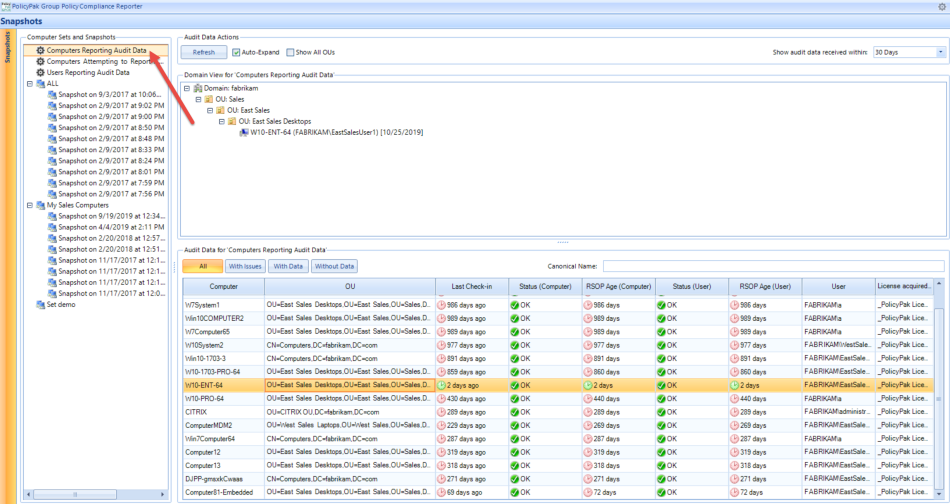 PolicyPak Group Policy Compliance Reporter
Snapshots
Snapshots
Computer Sets and Snapshots
Computers Reporting Audit Data
Computers Attempting to Report...
Users Reporting Audit Data
ALL
Snapshot on 9/3/2017 at 10:06...
Snapshot on 2/9/2017 at 9:02 PM
Snapshot on 2/9/2017 at 9:00 PM
Snapshot on 2/9/2017 at 8:50 PM
Snapshot on 2/9/2017 at 8:48 PM
Snapshot on 2/9/2017 at 8:33 PM
Snapshot on 2/9/2017 at 8:24 PM
Snapshot on 2/9/2017 at 8:01 PM
Snapshot on 2/9/2017 at 7:59 PM
Snapshot on 2/9/2017 at 7:56 PM
My Sales Computers
Snapshot on 9/19/2019 at 12:34...
Snapshot on 4/4/2019 at 2:11 PM
Snapshot on 2/20/2018 at 12:57...
Snapshot on 2/20/2018 at 12:51...
Snapshot on 11/17/2017 at 12:1...
Snapshot on 11/17/2017 at 12:1...
Snapshot on 11/17/2017 at 12:1...
Snapshot on 11/17/2017 at 12:0...
Set demo
Audit Data Actions
Refresh Auto-Expand Show All OUs Show audit data received within: 30 Days
Domain View for 'Computers Reporting Audit Data'
Domain: fabrikam
OU: Sales
OU: East Sales
OU: East Sales Desktops
W10-ENT-64 (FABRIKAM\EastSalesUser1) [10/25/2019]
Audit Data for 'Computers Reporting Audit Data'
All With Issues With Data Without Data Canonical Name:
Computer OU Last Check-in Status (Computer) RSOP Age (Computer) Status (User) RSOP Age (User) User License acquired..
W7System1 OU=East Sales Desktops,OU=East Sales,OU=Sales,D.. 986 days ago OK 986 days OK 986 days FABRIKAM\a _PolicyPak Lice..
Win10COMPUTER2 OU=East Sales Desktops,OU=East Sales,OU=Sales,D.. 989 days ago OK 989 days OK 989 days FABRIKAM\a _PolicyPak Lice..
W7Computer65 OU=East Sales Desktops,OU=East Sales,OU=Sales,D.. 989 days ago OK 989 days OK 989 days FABRIKAM\a _PolicyPak Lice..
W10System2 CN=Computers,DC=fabrikam,DC=com 977 days ago OK 977 days OK 977 days FABRIKAM\WestSale.. _PolicyPak Lice..
Win10-1703-3 CN=Computers,DC=fabrikam,DC=com 891 days ago OK 891 days OK 891 days FABRIKAM\EastSale.. _PolicyPak Lice..
W10-1703-PRO-64 OU=East Sales Desktops,OU=East Sales,OU=Sales,D.. 859 days ago OK 860 days OK 860 days FABRIKAM\EastSale.. _PolicyPak Lice..
W10-ENT-64 OU=East Sales Desktops,OU=East Sales,OU=Sales,D.. 2 days ago OK 2 days OK 2 days FABRIKAM\EastSale.. _PolicyPak Lice..
W10-PRO-64 OU=East Sales Desktops,OU=East Sales,OU=Sales,D.. 430 days ago OK 440 days OK 440 days FABRIKAM\EastSale.. _PolicyPak Lice..
CITRIX OU=CITRIX OU,DC=fabrikam,DC=com 289 days ago OK 289 days OK 289 days FABRIKAM\administr.. _PolicyPak Lice..
ComputerMDM2 OU=West Sales Laptops,OU=West Sales,OU=Sales,D.. 229 days ago OK 269 days OK 269 days FABRIKAM\EastSale.. _PolicyPak Lice..
Win7Computer64 CN=Computers,DC=fabrikam,DC=com 287 days ago OK 287 days OK 287 days FABRIKAM\a _PolicyPak Lice..
Computer12 OU=East Sales Desktops,OU=East Sales,OU=Sales,D.. 319 days ago OK 319 days OK 319 days FABRIKAM\EastSale.. _PolicyPak Lice..
Computer13 OU=East Sales Desktops,OU=East Sales,OU=Sales,D.. 318 days ago OK 318 days OK 318 days FABRIKAM\EastSale.. _PolicyPak Lice..
DJPP-gmsxkCwaas CN=Computers,DC=fabrikam,DC=com 271 days ago OK 271 days OK 271 days FABRIKAM\EastSale.. _PolicyPak Lice..
Computer81-Embedded OU=East Sales Desktops,OU=East Sales,OU=Sales,D.. 69 days ago OK 72 days OK 72 days FABRIKAM\EastSale.. _PolicyPak Lice..